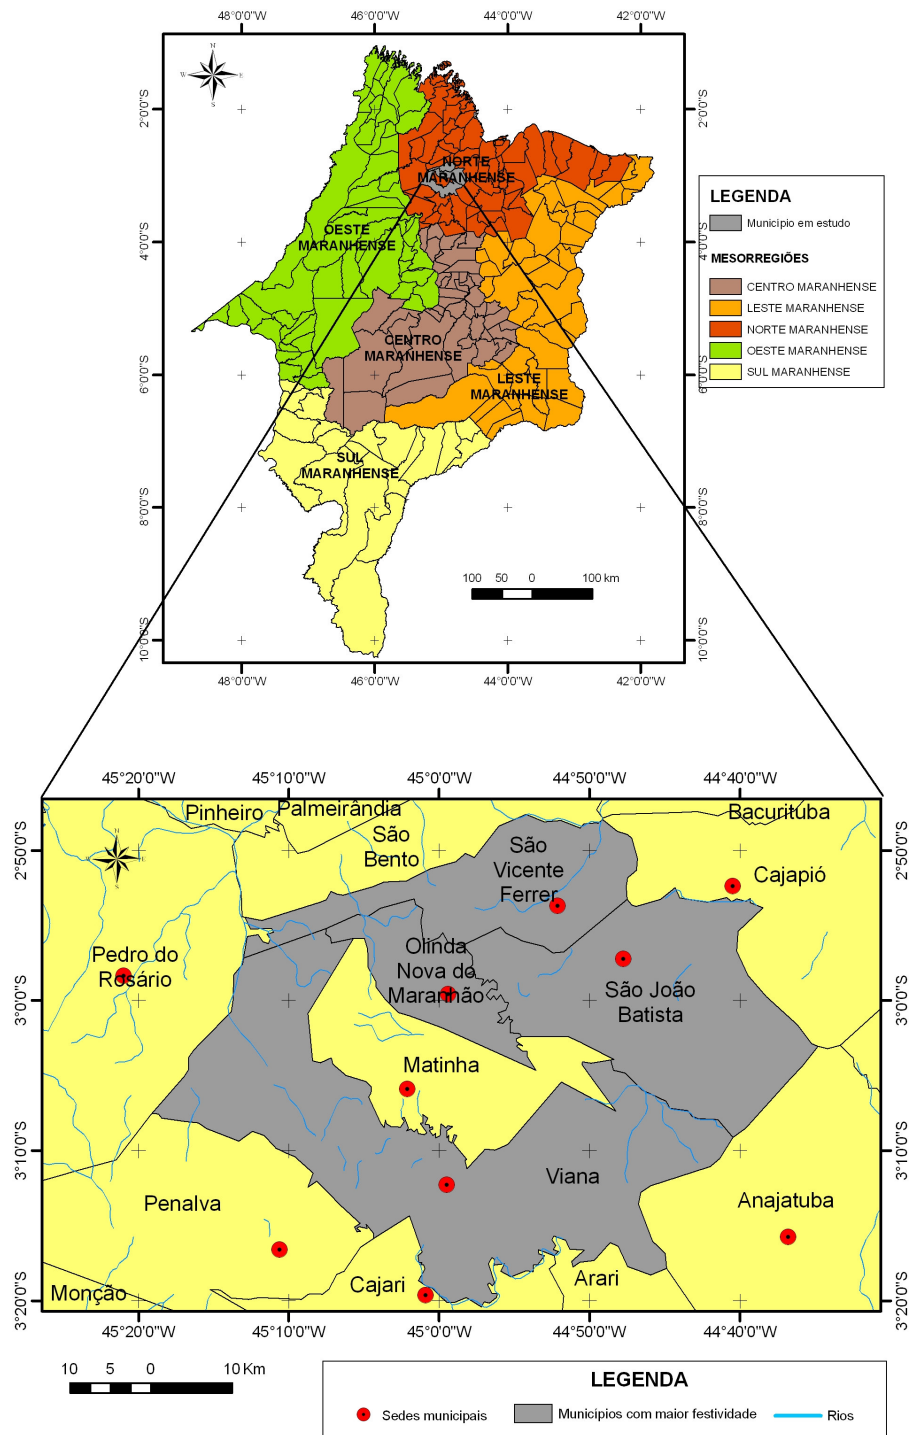 48°0'0"W 46°0'0"W 44°0'0"W 42°0'0"W
N
W E
S
2°0'0"S 2°0'0"S
NORTE
MARANHENSE
LEGENDA
Municipio em estudo
OESTE
MARANHENSE
4°0'0"S 4°0'0"S
MESORREGIÕES
CENTRO MARANHENSE
LESTE MARANHENSE
NORTE MARANHENSE
OESTE MARANHENSE
SUL MARANHENSE
CENTRO
MARANHENSE
6°0'0"S 6°0'0"S
LESTE
MARANHENSE
SUL
MARANHENSE
8°0'0"S 8°0'0"S
100 50 0 100 km
10°0'0"S 10°0'0"S
48°0'0"W 46°0'0"W 44°0'0"W 42°0'0"W
45°20'0"W 45°10'0"W 45°0'0"W 44°50'0"W 44°40'0"W
Pinheiro Palmeirândia Bacurituba
São
Bento
São
Vicente
Ferrer
N
W E
S
2°50'0"S 2°50'0"S
Cajapió
Pedro do
Rosário
Olinda
Nova do
Maranhão
São João
Batista
3°0'0"S 3°0'0"S
Matinha
3°10'0"S 3°10'0"S
Viana
Penalva
Anajatuba
Cajari
Arari
Monção
3°20'0"S 3°20'0"S
45°20'0"W 45°10'0"W 45°0'0"W 44°50'0"W 44°40'0"W
10 5 0 10 Km
LEGENDA
Sedes municipais
Municípios com maior festividade
Rios